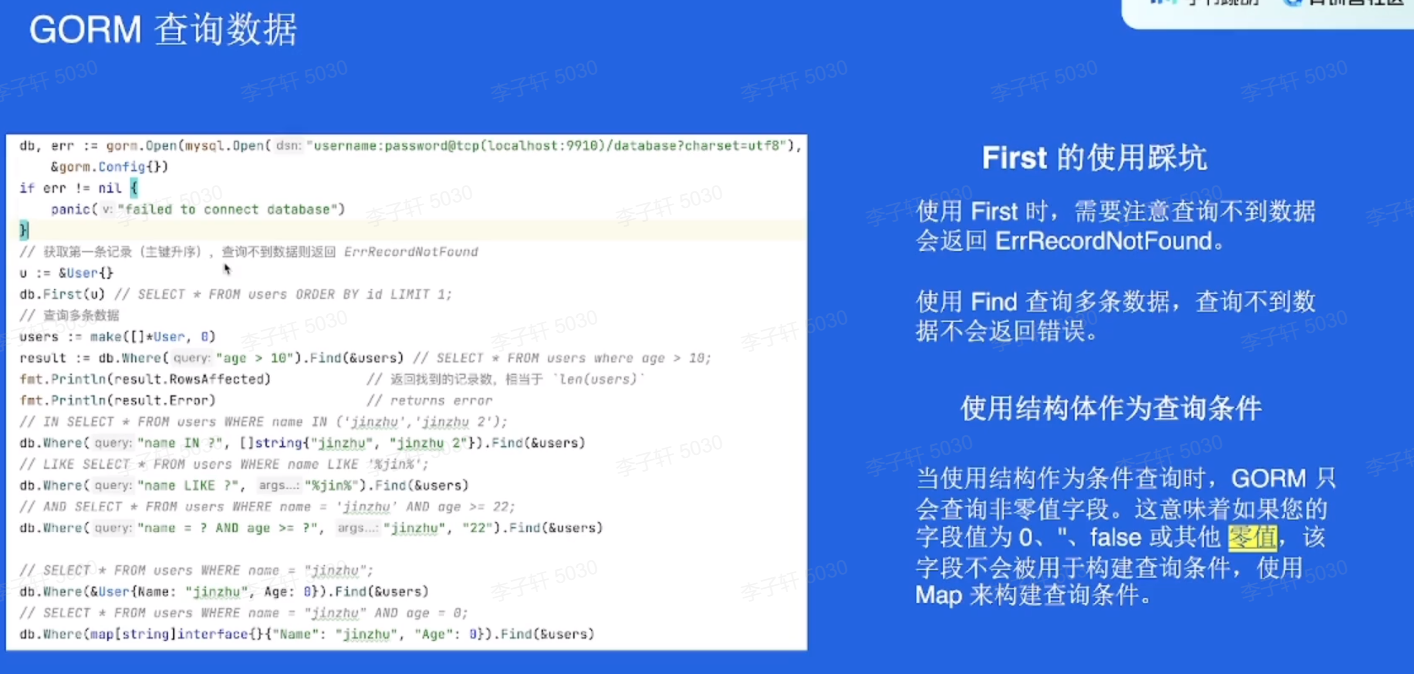 GORM 查询数据
db, err := gorm.Open(mysql.Open( dsn: "username:password@tcp(localhost:9910)/database?charset=utf8"),
&gorm.Config{})
if err != nil {
panic( v: "failed to connect database")
}
// 获取第一条记录（主键升序），查询不到数据则返回 ErrRecordNotFound
u := &User{}
db.First(u) // SELECT * FROM users ORDER BY id LIMIT 1;
// 查询多条数据
users := make([]*User, 0)
result := db.Where( query: "age > 10").Find(&users) // SELECT * FROM users where age > 10;
fmt.Println(result.RowsAffected) // 返回找到的记录数，相当于 `len(users)`
fmt.Println(result.Error) // returns error
// IN SELECT * FROM users WHERE name IN ('jinzhu','jinzhu 2');
db.Where( query: "name IN ?", []string{"jinzhu", "jinzhu 2"}).Find(&users)
// LIKE SELECT * FROM users WHERE name LIKE '%jin%';
db.Where( query: "name LIKE ?", args...: "%jin%").Find(&users)
// AND SELECT * FROM users WHERE name = 'jinzhu' AND age >= 22;
db.Where( query: "name = ? AND age >= ?", args...: "jinzhu", "22").Find(&users)
// SELECT * FROM users WHERE name = "jinzhu";
db.Where(&User{Name: "jinzhu", Age: 0}).Find(&users)
// SELECT * FROM users WHERE name = "jinzhu" AND age = 0;
db.Where(map[string]interface{}{"Name": "jinzhu", "Age": 0}).Find(&users)
First 的使用踩坑
使用 First 时，需要注意查询不到数据
会返回 ErrRecordNotFound。
使用 Find 查询多条数据，查询不到数
据不会返回错误。
使用结构体作为查询条件
当使用结构作为条件查询时，GORM 只
会查询非零值字段。这意味着如果您的
字段值为 0、''、false 或其他 零值，该
字段不会被用于构建查询条件，使用
Map 来构建查询条件。
李子轩 5030